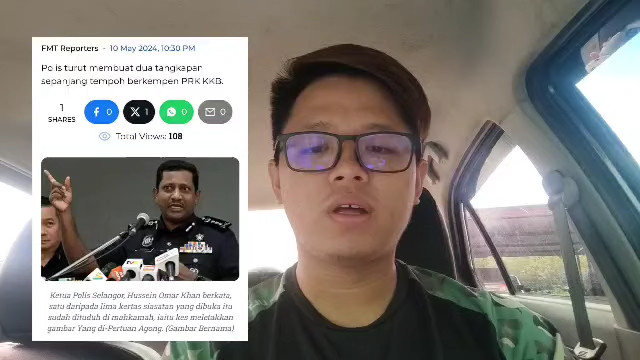 FMT Reporters - 10 May 2024, 10:30 PM
Polis turut membuat dua tangkapan
sepanjang tempoh berkempen PRK KKB.
1
SHARES
0
1
0
0
Total Views: 108
Ketua Polis Selangor, Hussein Omar Khan berkata,
satu daripada lima kertas siasatan yang dibuka itu
sudah dituduh di mahkamah, iaitu kes meletakkan
gambar Yang di-Pertuan Agong. (Gambar Bernama)